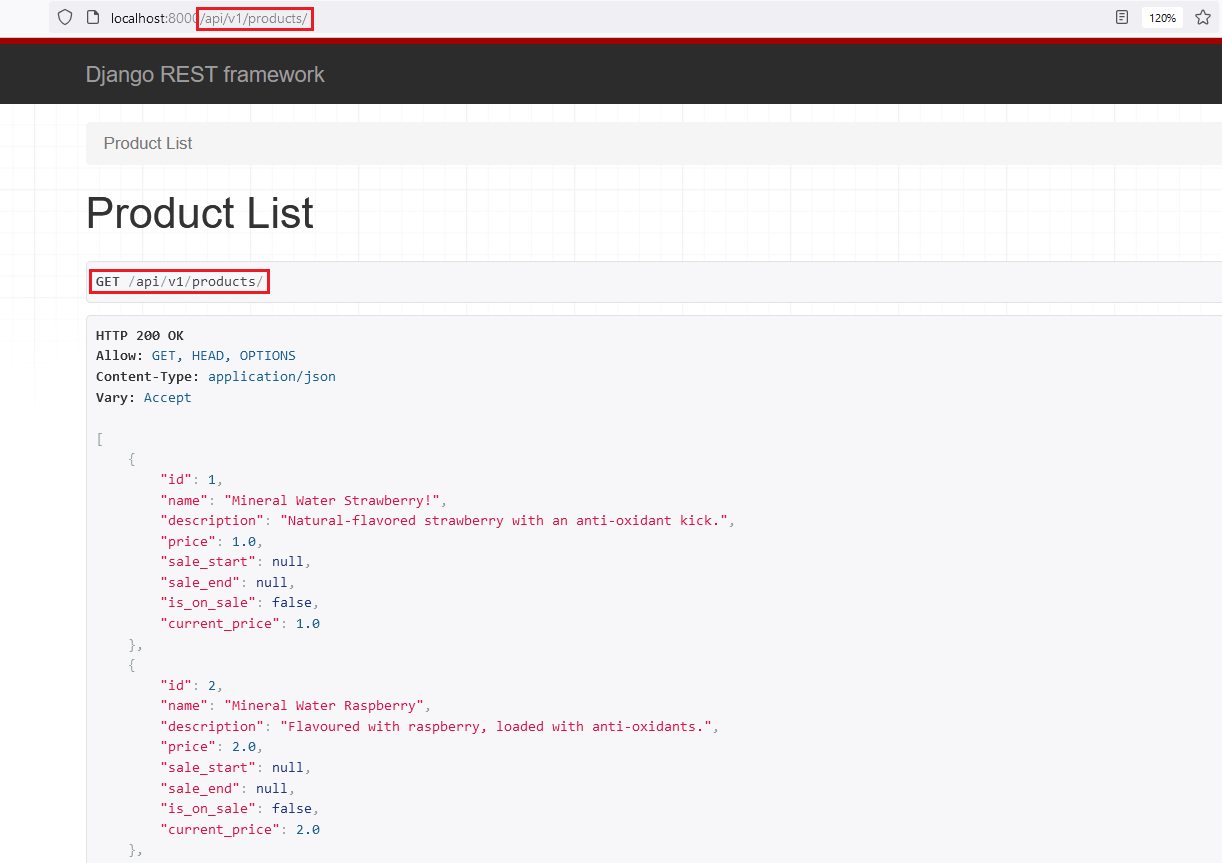 localhost:8000/api/v1/products/ 120%
Django REST framework
Product List
Product List
GET /api/v1/products/
HTTP 200 OK
Allow: GET, HEAD, OPTIONS
Content-Type: application/json
Vary: Accept
[
    {
        "id": 1,
        "name": "Mineral Water Strawberry!",
        "description": "Natural-flavored strawberry with an anti-oxidant kick.",
        "price": 1.0,
        "sale_start": null,
        "sale_end": null,
        "is_on_sale": false,
        "current_price": 1.0
    },
    {
        "id": 2,
        "name": "Mineral Water Raspberry",
        "description": "Flavoured with raspberry, loaded with anti-oxidants.",
        "price": 2.0,
        "sale_start": null,
        "sale_end": null,
        "is_on_sale": false,
        "current_price": 2.0
    },